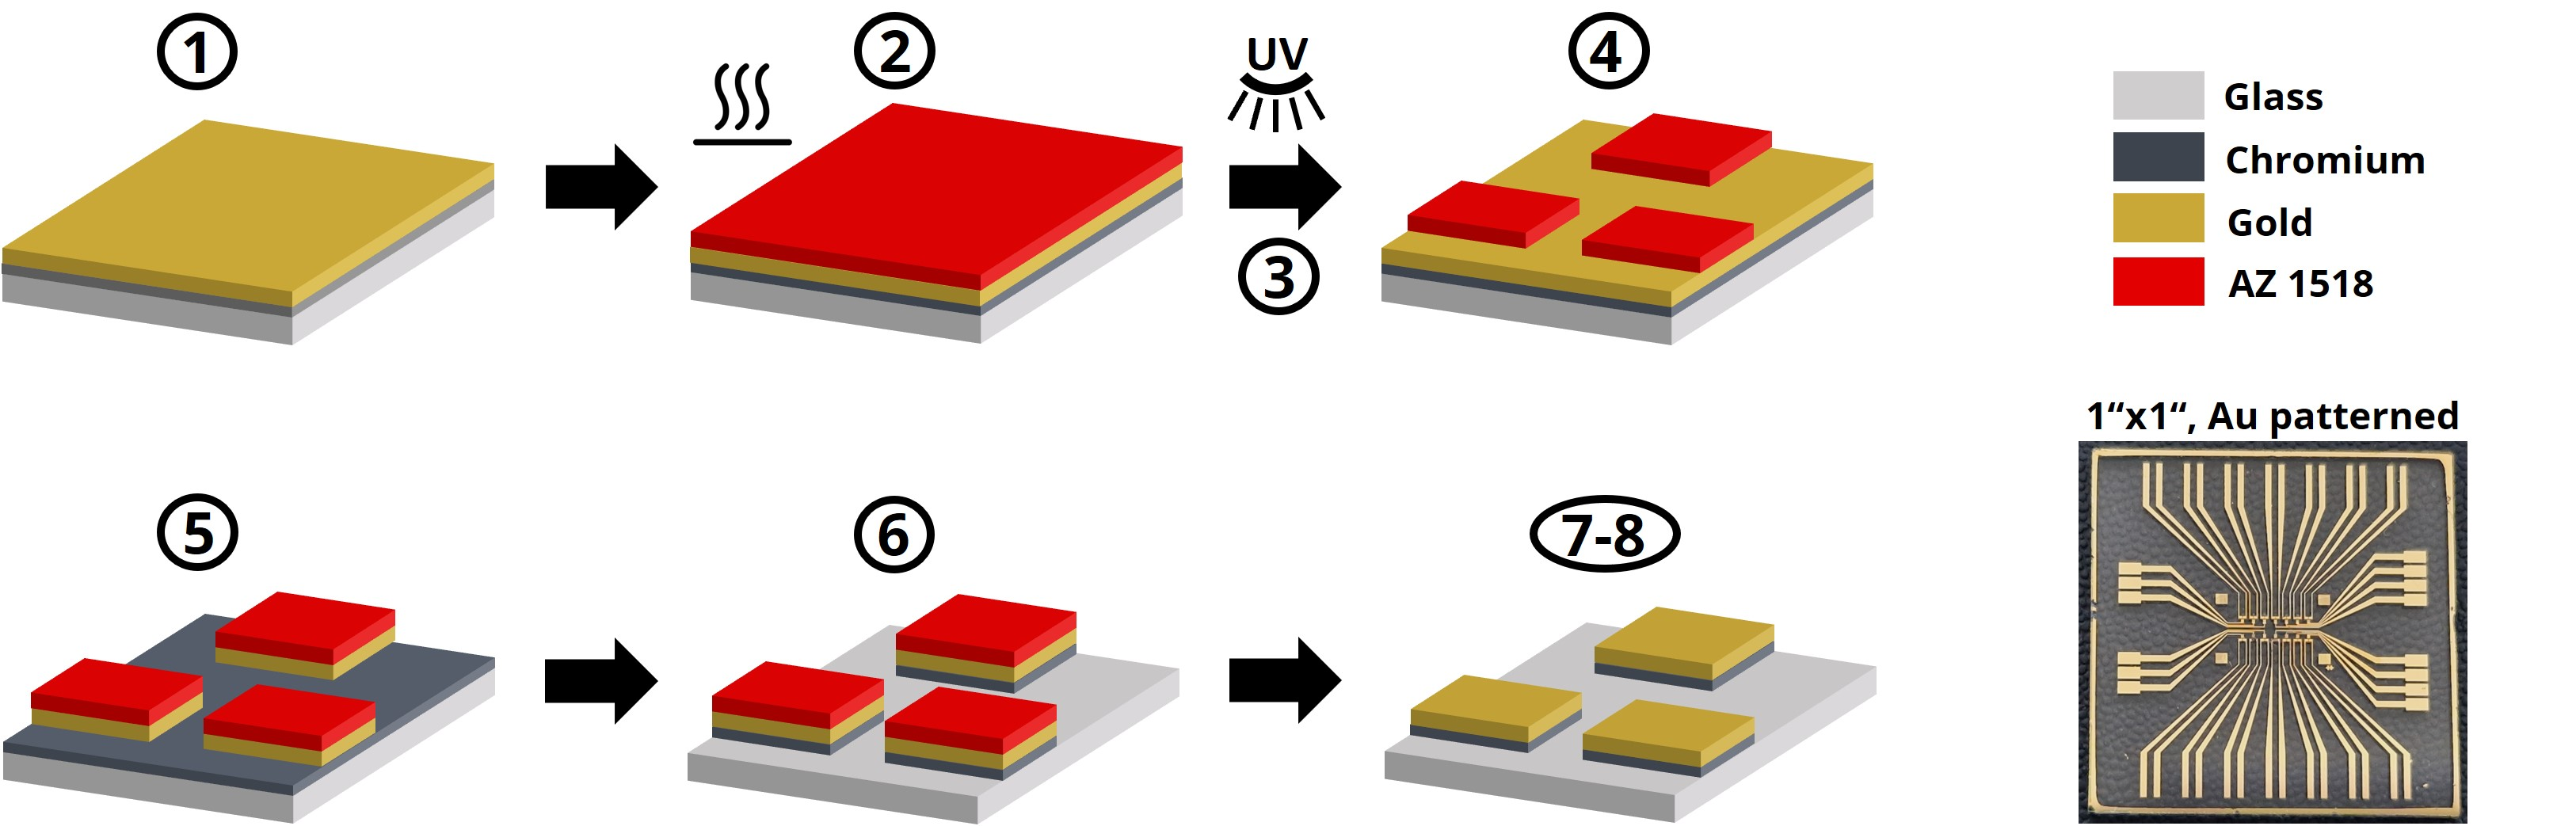 1
2
UV
3
4
Glass
Chromium
Gold
AZ 1518
5
6
7-8
1“x1“, Au patterned